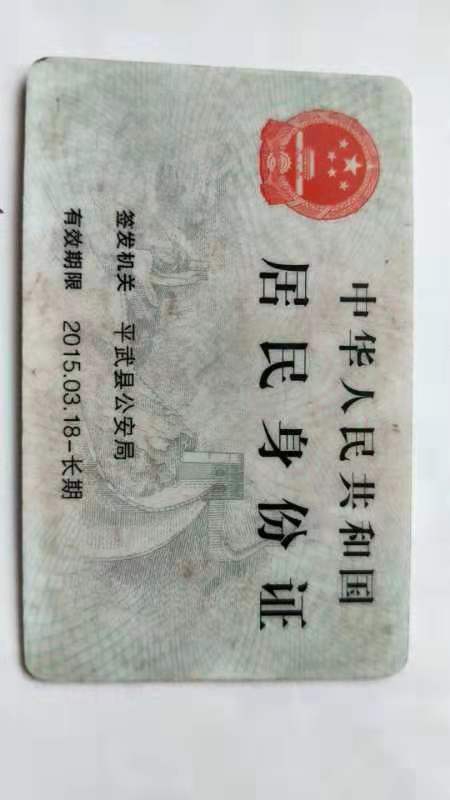 中华人民共和国
居民身份证
签发机关 平武县公安局
有效期限 2015.03.18-长期